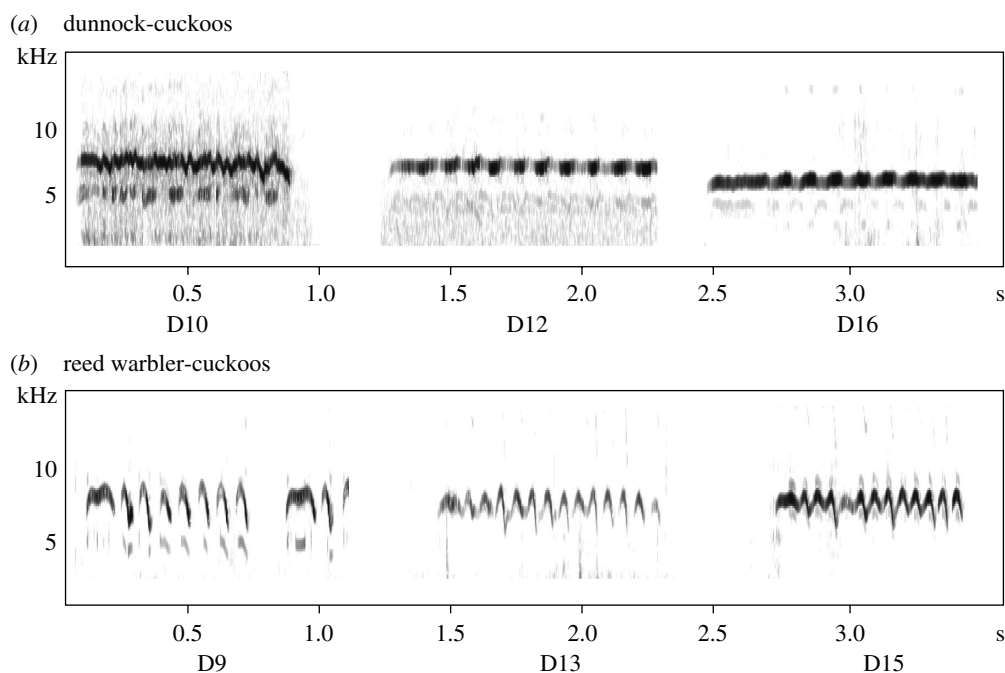 (a) dunnock-cuckoos
kHz
10
5
0.5 1.0 1.5 2.0 2.5 3.0 s
D10 D12 D16
(b) reed warbler-cuckoos
kHz
10
5
0.5 1.0 1.5 2.0 2.5 3.0 s
D9 D13 D15